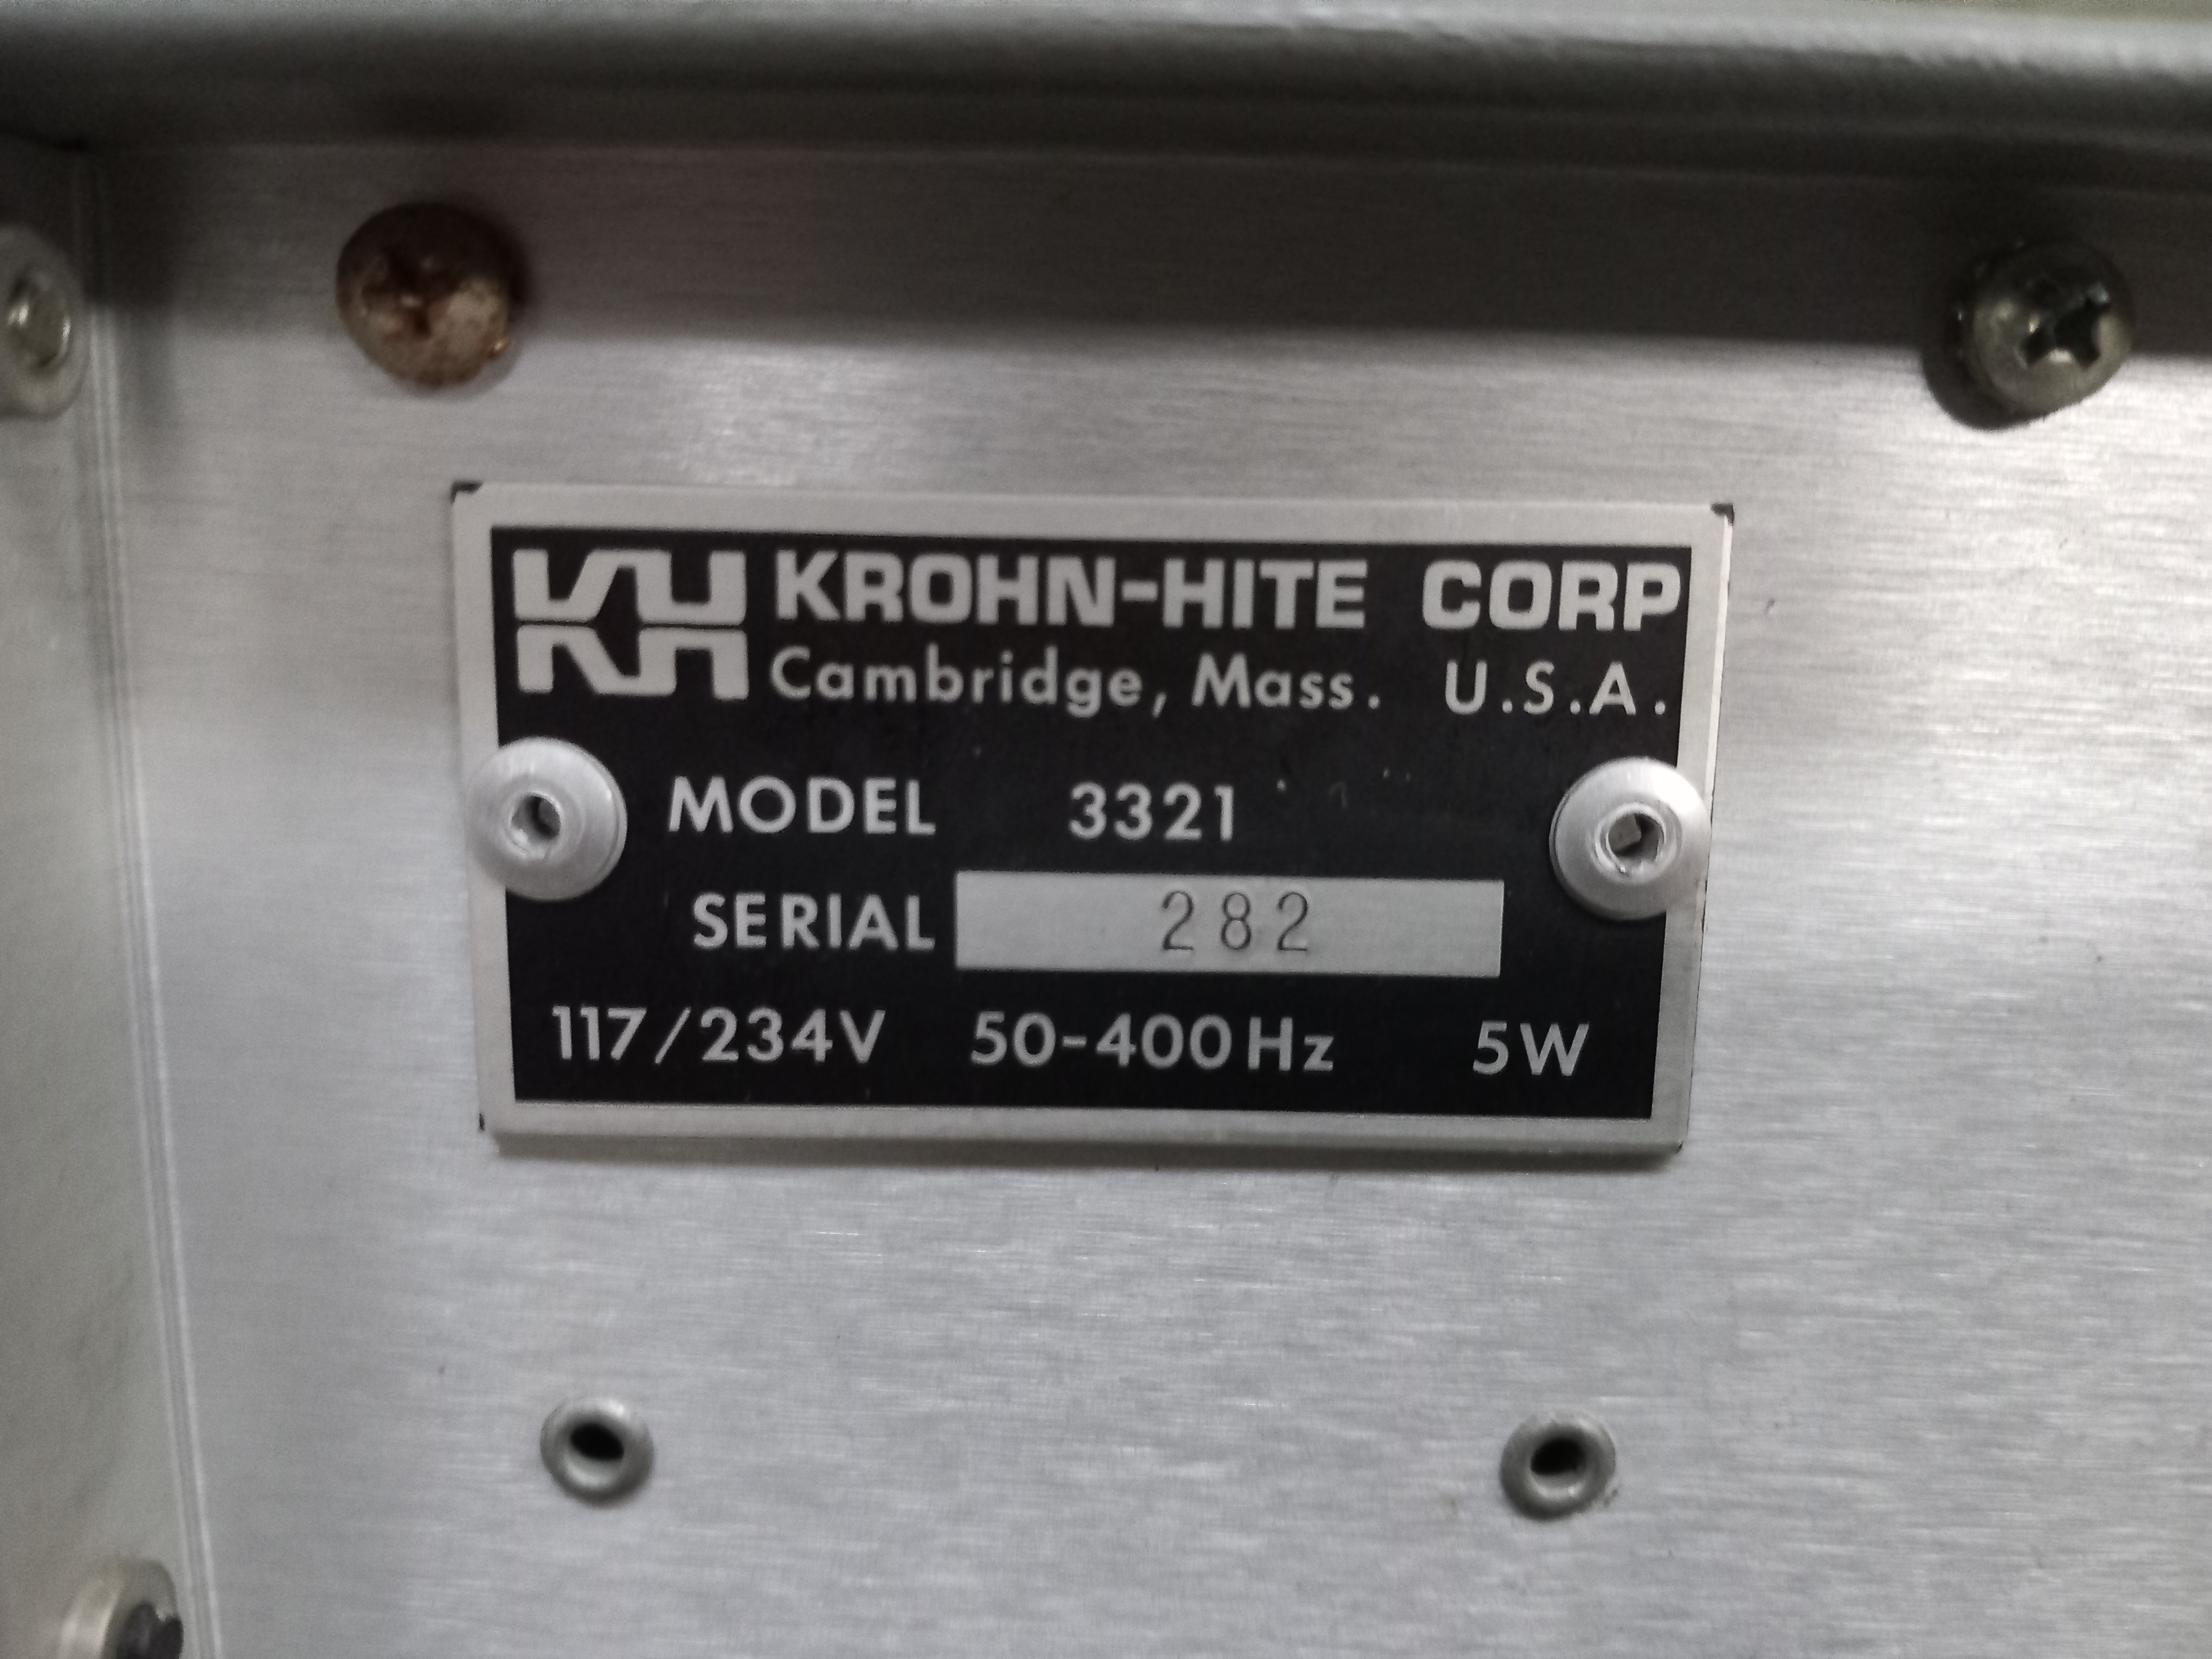 KH KROHN-HITE CORP
Cambridge, Mass. U.S.A.
MODEL 3321
SERIAL 282
117/234V 50-400Hz 5W